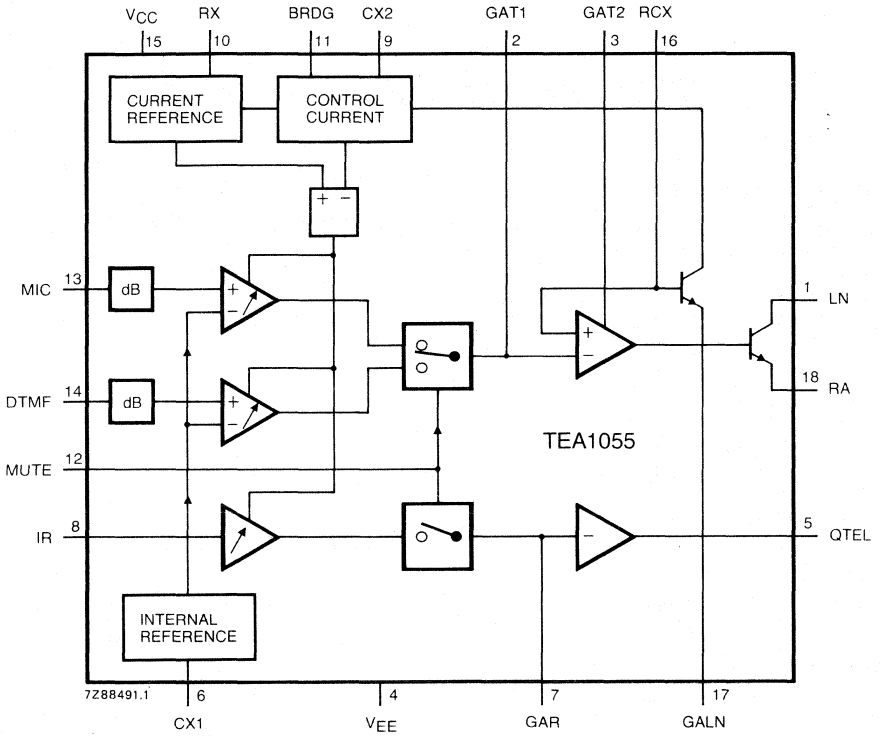 VCC RX BRDG CX2 GAT1 GAT2 RCX
15 10 11 9 2 3 16
CURRENT
REFERENCE
CONTROL
CURRENT
+ −
MIC 13 dB + −
1 LN
+ −
18 RA
DTMF 14 dB + −
TEA1055
MUTE 12
IR 8
− 5 QTEL
INTERNAL
REFERENCE
7Z88491.1 6 4 7 17
CX1 VEE GAR GALN